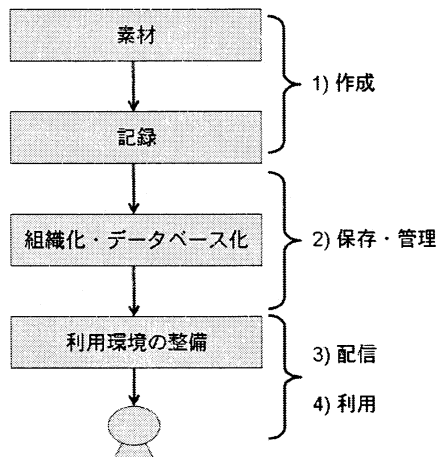 素材
1) 作成
記録
組織化・データベース化
2) 保存・管理
利用環境の整備
3) 配信
4) 利用